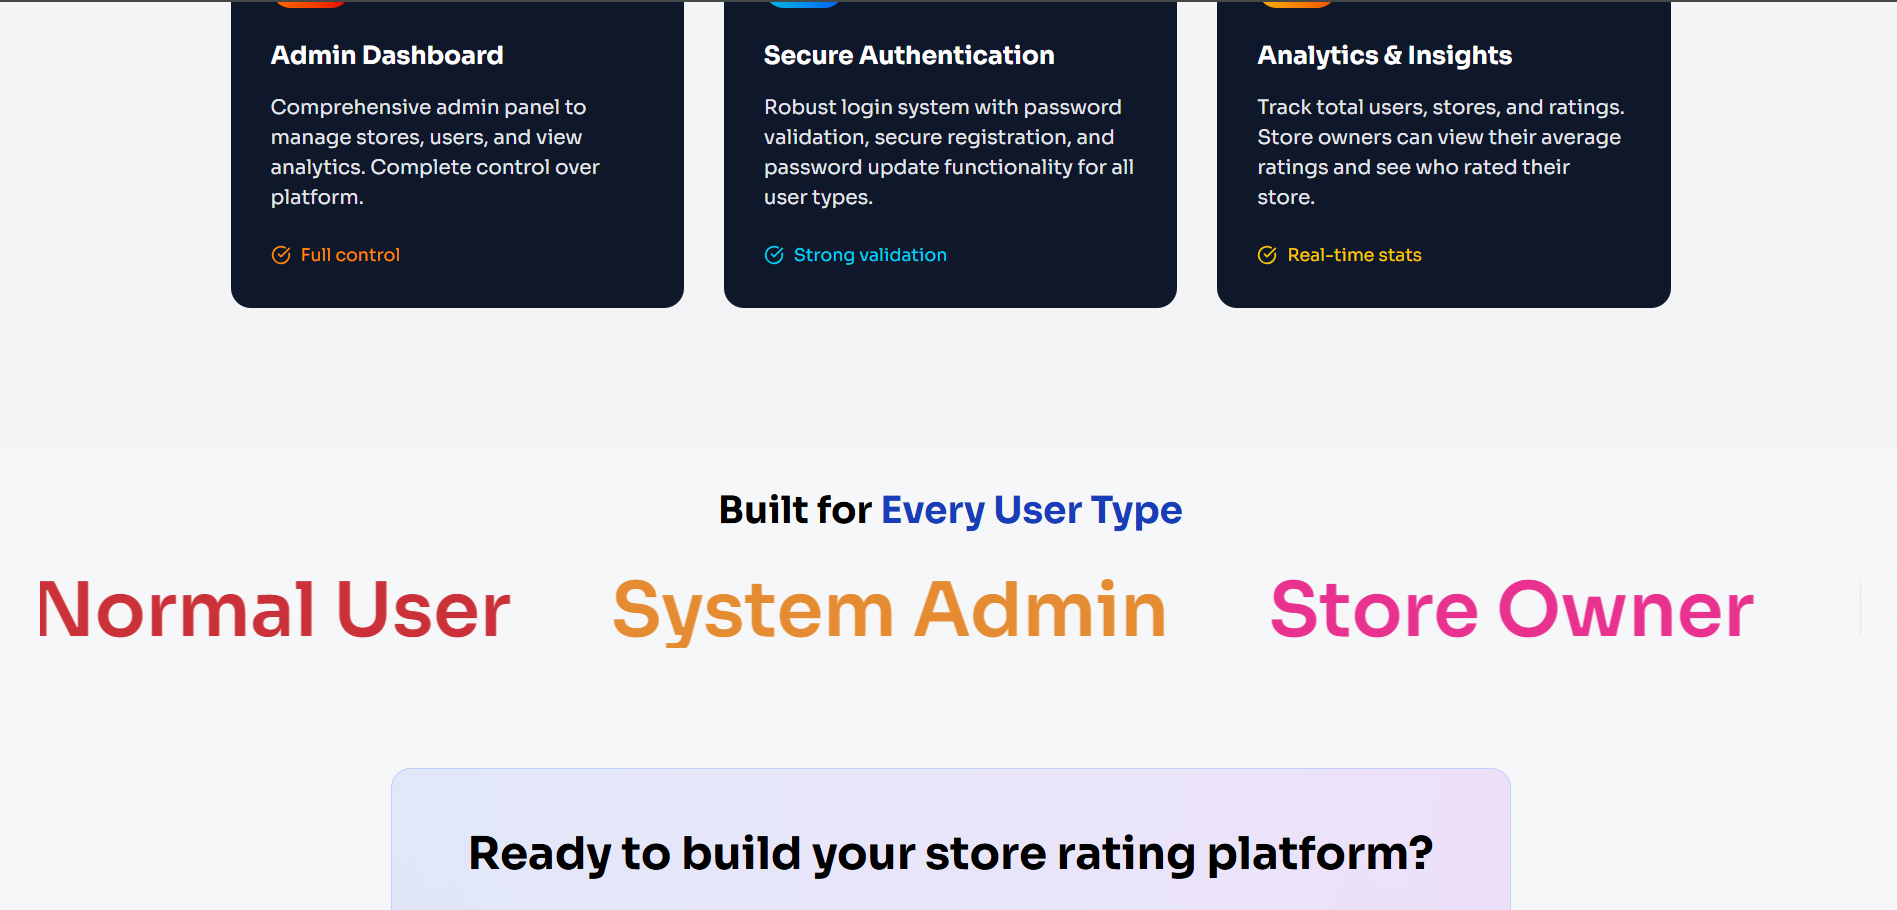 Admin Dashboard
Comprehensive admin panel to
manage stores, users, and view
analytics. Complete control over
platform.
Full control
Secure Authentication
Robust login system with password
validation, secure registration, and
password update functionality for all
user types.
Strong validation
Analytics & Insights
Track total users, stores, and ratings.
Store owners can view their average
ratings and see who rated their
store.
Real-time stats
Built for Every User Type
Normal User
System Admin
Store Owner
Ready to build your store rating platform?